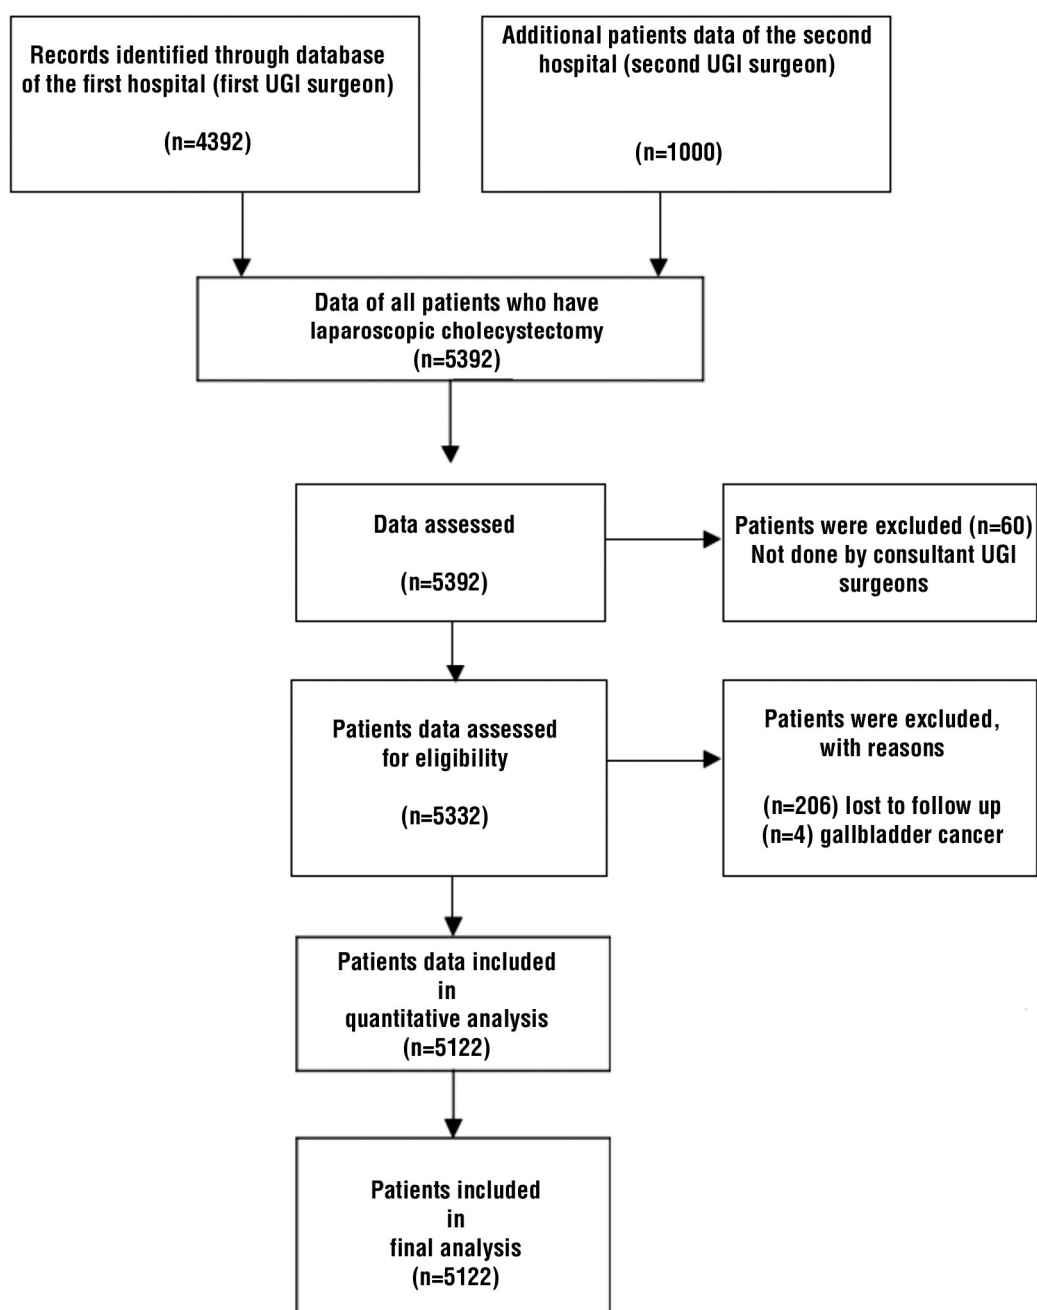 Records identified through database
of the first hospital (first UGI surgeon)
(n=4392)
Additional patients data of the second
hospital (second UGI surgeon)
(n=1000)
Data of all patients who have
laparoscopic cholecystectomy
(n=5392)
Data assessed
(n=5392)
Patients were excluded (n=60)
Not done by consultant UGI
surgeons
Patients data assessed
for eligibility
(n=5332)
Patients were excluded,
with reasons
(n=206) lost to follow up
(n=4) gallbladder cancer
Patients data included
in
quantitative analysis
(n=5122)
Patients included
in
final analysis
(n=5122)